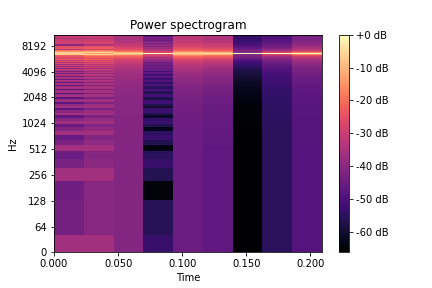 Power spectrogram
Hz
8192
4096
2048
1024
512
256
128
64
0
0.000
0.050
0.100
0.150
0.200
Time
+0 dB
-10 dB
-20 dB
-30 dB
-40 dB
-50 dB
-60 dB